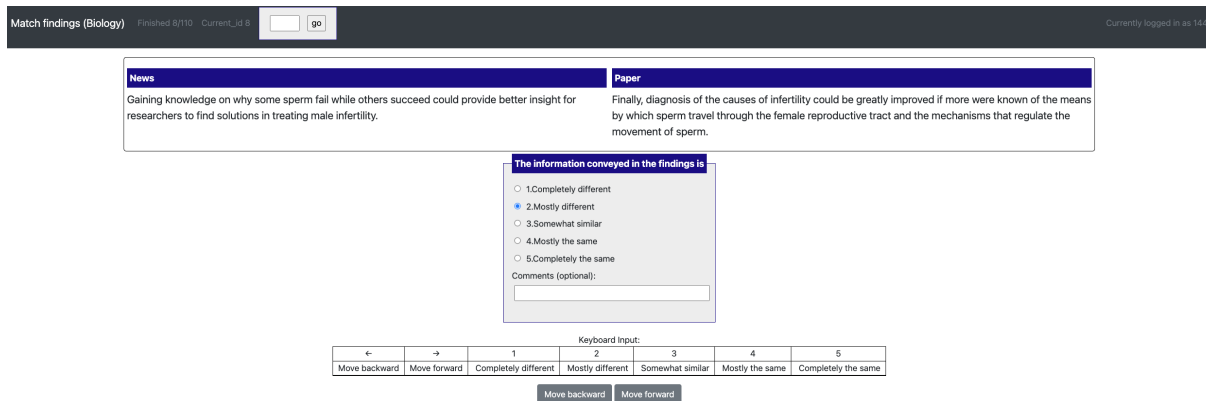 Match findings (Biology) Finished 8/110 Current_id 8 go Currently logged in as 144
News
Gaining knowledge on why some sperm fail while others succeed could provide better insight for
researchers to find solutions in treating male infertility.
Paper
Finally, diagnosis of the causes of infertility could be greatly improved if more were known of the means
by which sperm travel through the female reproductive tract and the mechanisms that regulate the
movement of sperm.
The information conveyed in the findings is
1.Completely different
2.Mostly different
3.Somewhat similar
4.Mostly the same
5.Completely the same
Comments (optional):
Keyboard Input:
← → 1 2 3 4 5
Move backward Move forward Completely different Mostly different Somewhat similar Mostly the same Completely the same
Move backward Move forward